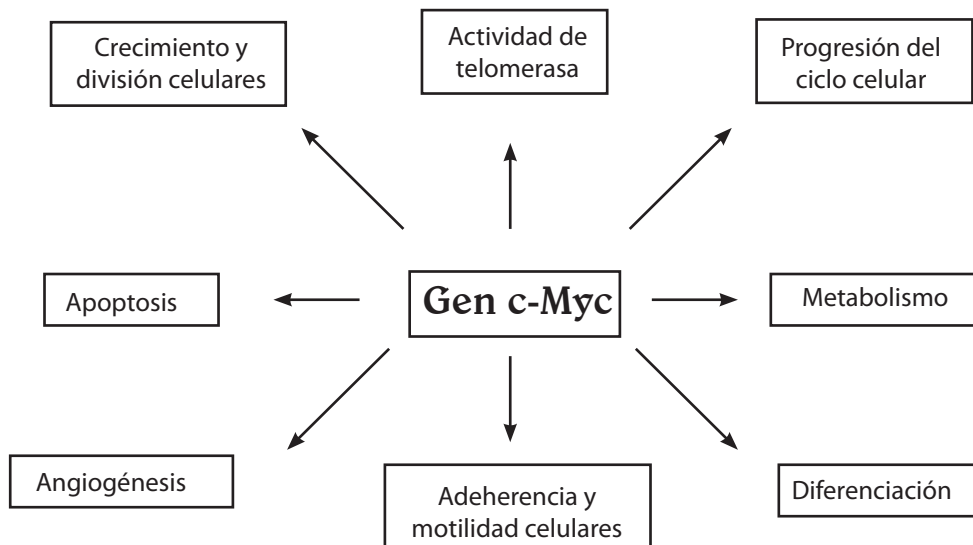 Crecimiento y
división celulares
Actividad de
telomerasa
Progresión del
ciclo celular
Apoptosis
Gen c-Myc
Metabolismo
Angiogénesis
Adeherencia y
motilidad celulares
Diferenciación